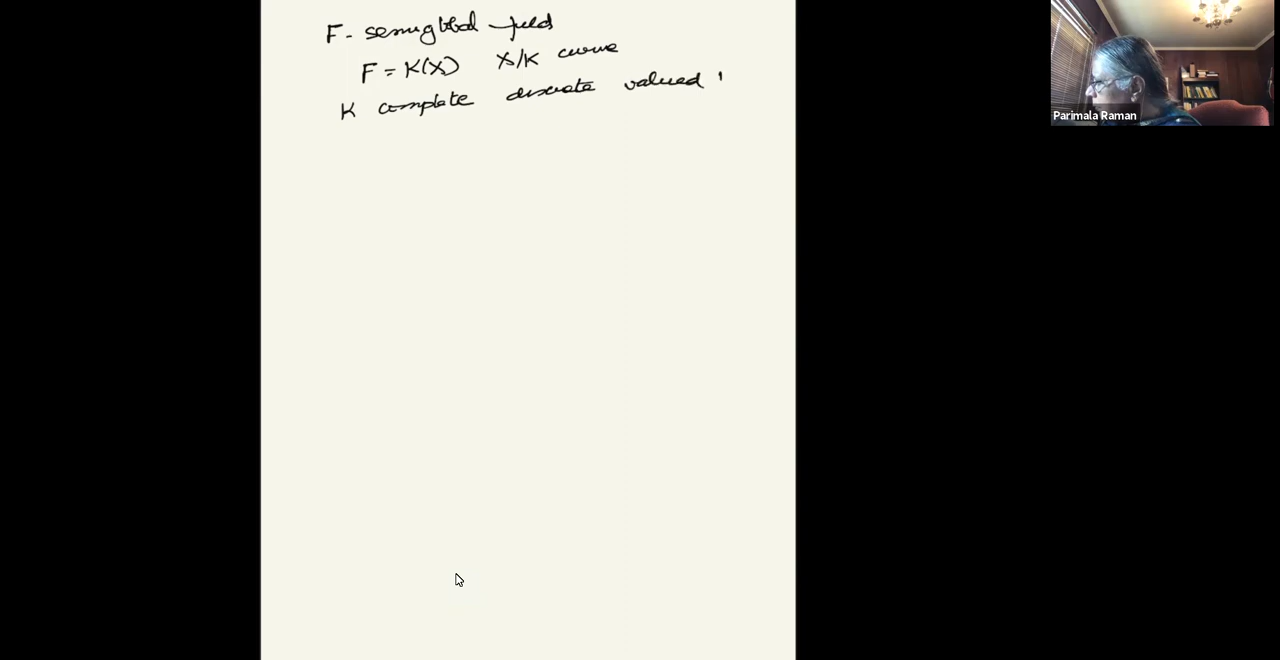 F - semiglobal field
F = K(X) X/K curve
K complete discrete valued
Parimala Raman